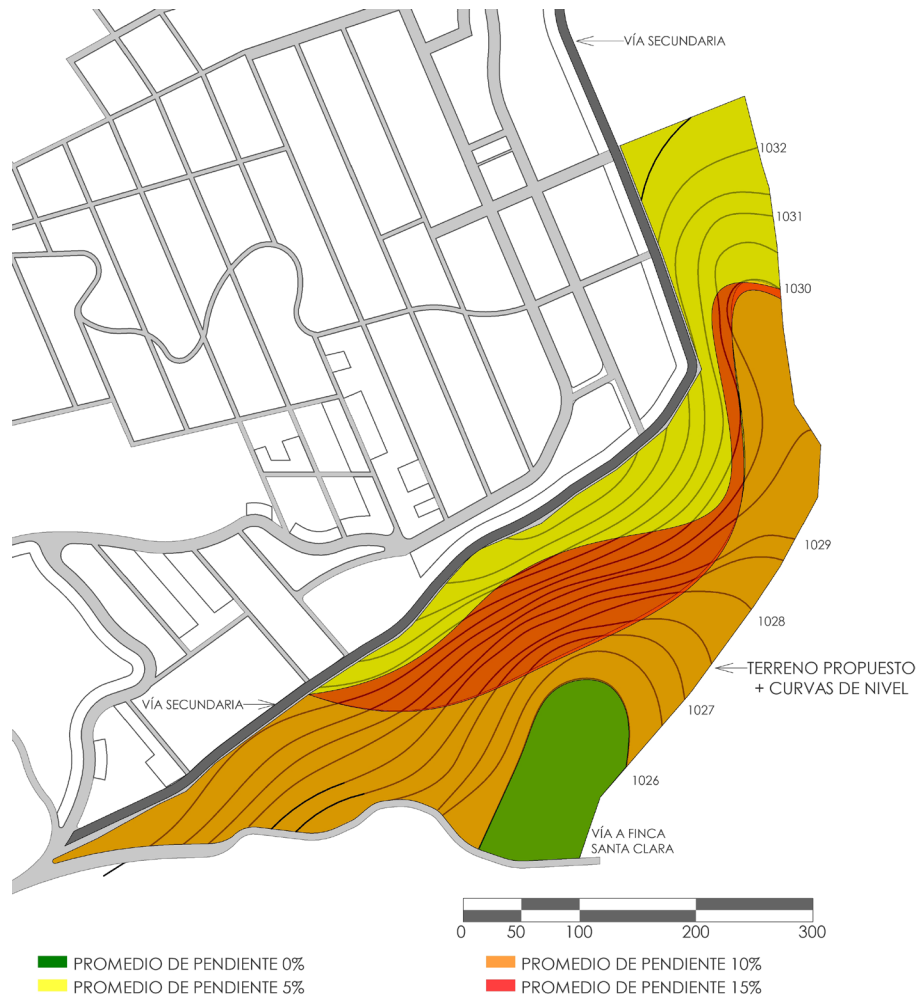 VÍA SECUNDARIA
1032
1031
1030
1029
1028
TERRENO PROPUESTO
+ CURVAS DE NIVEL
VÍA SECUNDARIA
1027
1026
VÍA A FINCA
SANTA CLARA
0 50 100 200 300
PROMEDIO DE PENDIENTE 0%
PROMEDIO DE PENDIENTE 10%
PROMEDIO DE PENDIENTE 5%
PROMEDIO DE PENDIENTE 15%